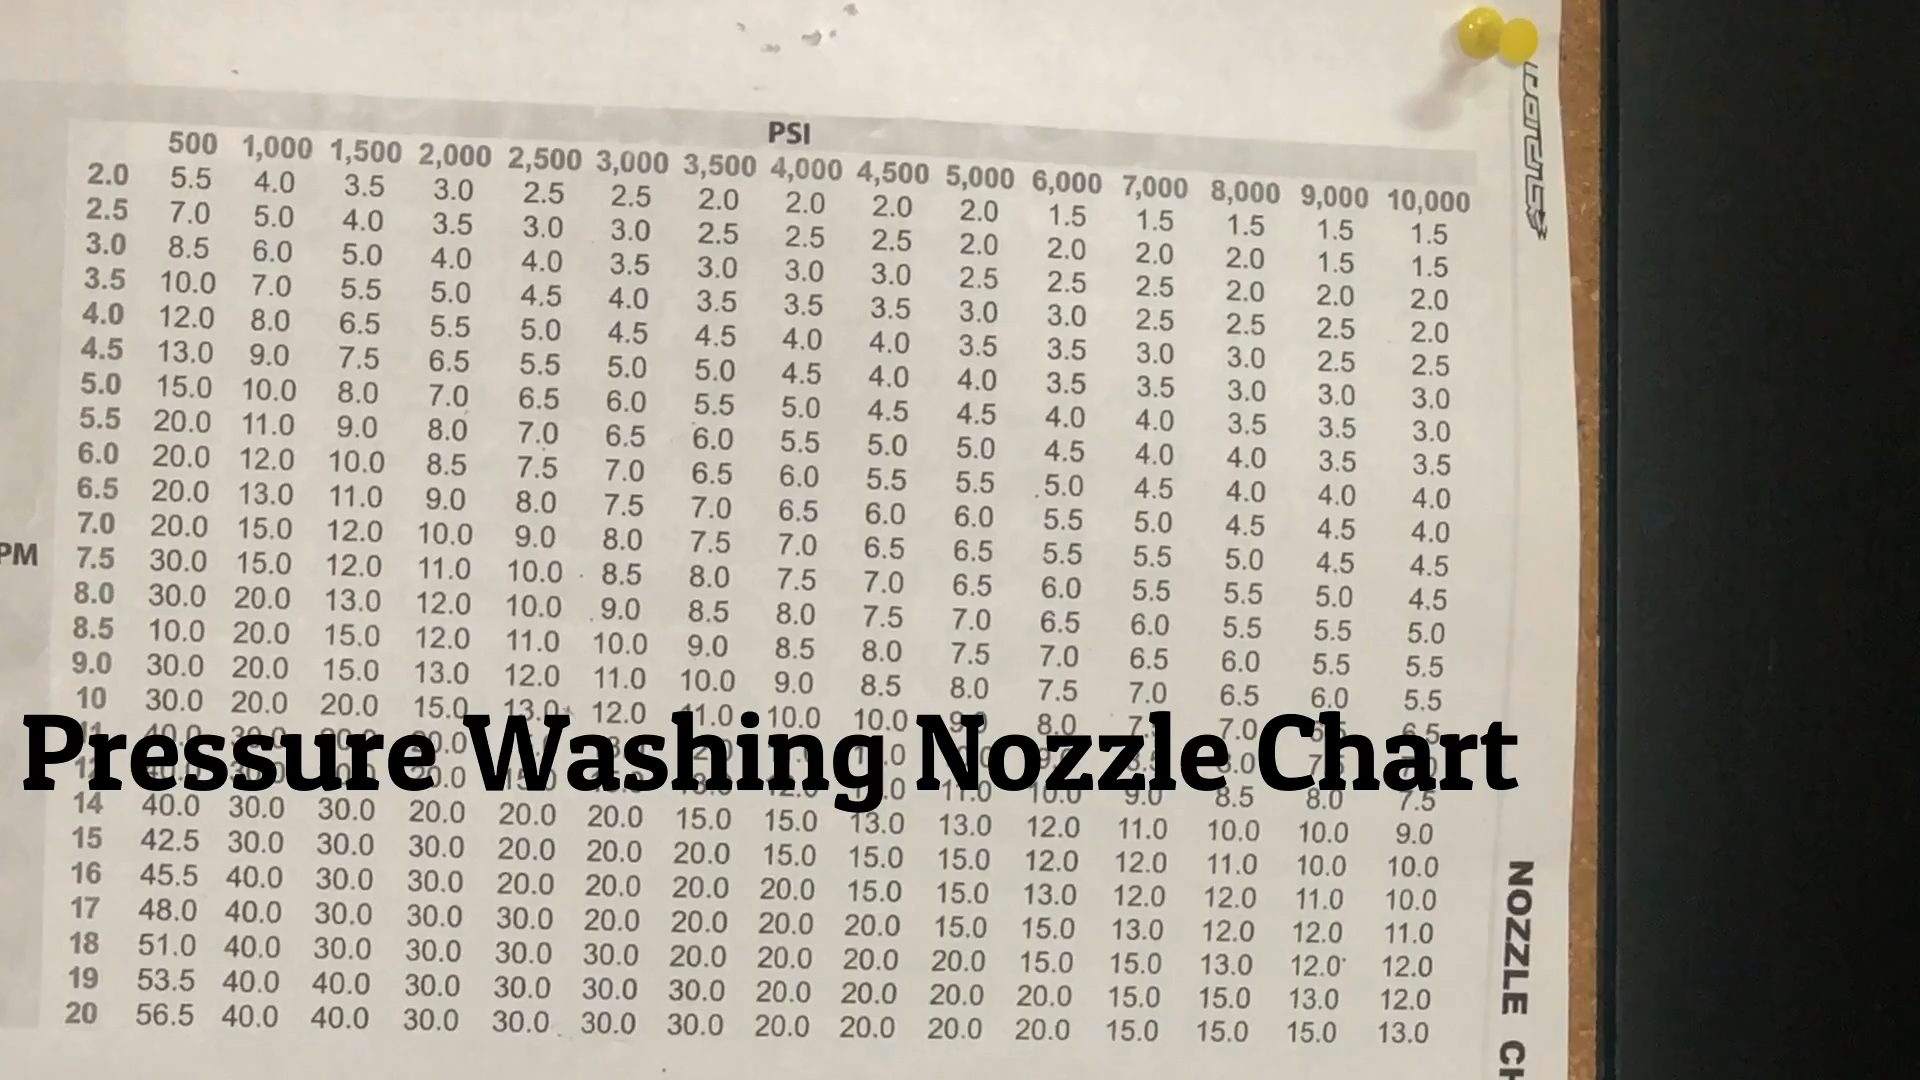 PSI
500 1,000 1,500 2,000 2,500 3,000 3,500 4,000 4,500 5,000 6,000 7,000 8,000 9,000 10,000
2.0 5.5 4.0 3.5 3.0 2.5 2.5 2.0 2.0 2.0 2.0 1.5 1.5 1.5 1.5 1.5
2.5 7.0 5.0 4.0 3.5 3.0 3.0 2.5 2.5 2.5 2.0 2.0 2.0 2.0 1.5 1.5
3.0 8.5 6.0 5.0 4.0 4.0 3.5 3.0 3.0 3.0 2.5 2.5 2.5 2.0 2.0 2.0
3.5 10.0 7.0 5.5 5.0 4.5 4.0 3.5 3.5 3.5 3.0 3.0 2.5 2.5 2.5 2.0
4.0 12.0 8.0 6.5 5.5 5.0 4.5 4.5 4.0 4.0 3.5 3.5 3.0 3.0 2.5 2.5
4.5 13.0 9.0 7.5 6.5 5.5 5.0 5.0 4.5 4.0 4.0 3.5 3.5 3.0 3.0 3.0
5.0 15.0 10.0 8.0 7.0 6.5 6.0 5.5 5.0 4.5 4.5 4.0 4.0 3.5 3.5 3.0
5.5 20.0 11.0 9.0 8.0 7.0 6.5 6.0 5.5 5.0 5.0 4.5 4.0 4.0 3.5 3.5
6.0 20.0 12.0 10.0 8.5 7.5 7.0 6.5 6.0 5.5 5.5 5.0 4.5 4.0 4.0 4.0
6.5 20.0 13.0 11.0 9.0 8.0 7.5 7.0 6.5 6.0 6.0 5.5 5.0 4.5 4.5 4.0
7.0 20.0 15.0 12.0 10.0 9.0 8.0 7.5 7.0 6.5 6.5 5.5 5.5 5.0 4.5 4.5
PM 7.5 30.0 15.0 12.0 11.0 10.0 8.5 8.0 7.5 7.0 6.5 6.0 5.5 5.5 5.0 4.5
8.0 30.0 20.0 13.0 12.0 10.0 9.0 8.5 8.0 7.5 7.0 6.5 6.0 5.5 5.5 5.0
8.5 10.0 20.0 15.0 12.0 11.0 10.0 9.0 8.5 8.0 7.5 7.0 6.5 6.0 5.5 5.5
9.0 30.0 20.0 15.0 13.0 12.0 11.0 10.0 9.0 8.5 8.0 7.5 7.0 6.5 6.0 5.5
10 30.0 20.0 20.0 15.0 13.0 12.0 11.0 10.0 10.0 8.0 7.0 6.5
Pressure Washing Nozzle Chart
11.0 10.0 9.0 8.5 8.0 7.5
14 40.0 30.0 30.0 20.0 20.0 20.0 15.0 15.0 13.0 13.0 12.0 11.0 10.0 10.0 9.0
15 42.5 30.0 30.0 30.0 20.0 20.0 20.0 15.0 15.0 15.0 12.0 12.0 11.0 10.0 10.0
16 45.5 40.0 30.0 30.0 20.0 20.0 20.0 20.0 15.0 15.0 13.0 12.0 12.0 11.0 10.0
17 48.0 40.0 30.0 30.0 30.0 20.0 20.0 20.0 20.0 15.0 15.0 13.0 12.0 12.0 11.0
18 51.0 40.0 30.0 30.0 30.0 30.0 20.0 20.0 20.0 20.0 15.0 15.0 13.0 12.0 12.0
19 53.5 40.0 40.0 30.0 30.0 30.0 30.0 20.0 20.0 20.0 20.0 15.0 15.0 13.0 12.0
20 56.5 40.0 40.0 30.0 30.0 30.0 30.0 20.0 20.0 20.0 20.0 15.0 15.0 15.0 13.0
NOZZLE CH